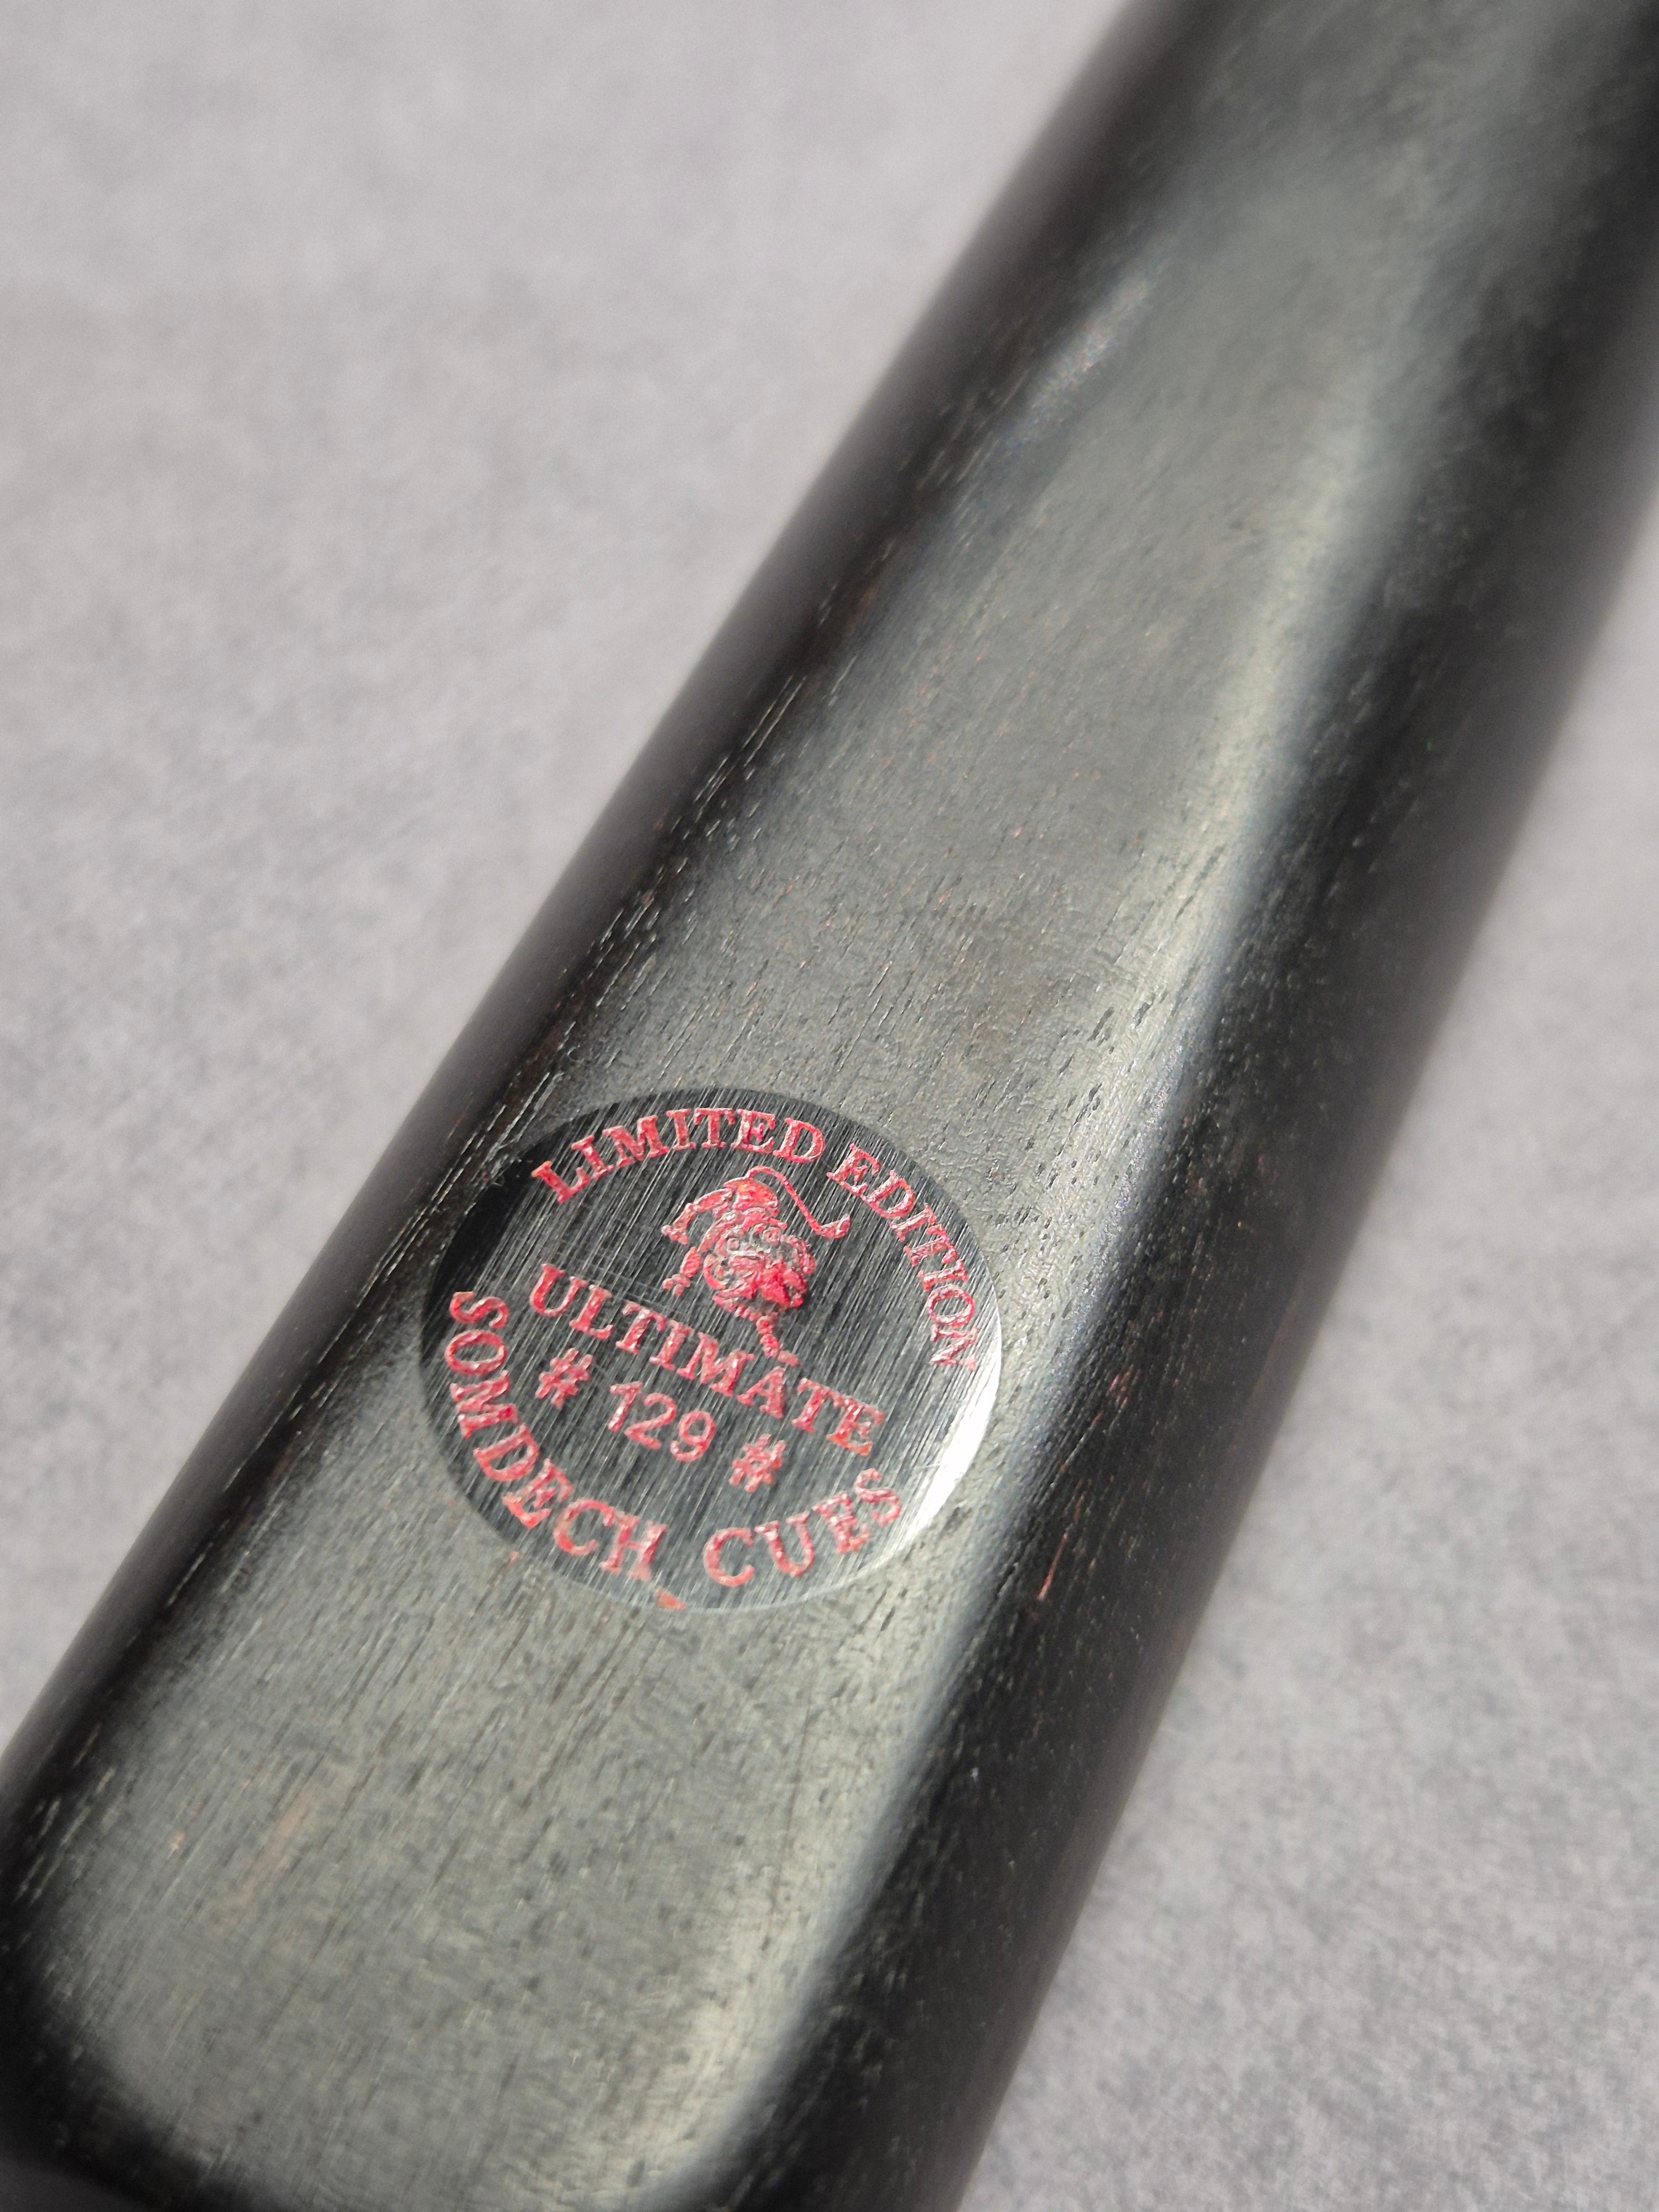 LIMITED EDITION
ULTIMATE
# 129 #
SOMDECH CUES